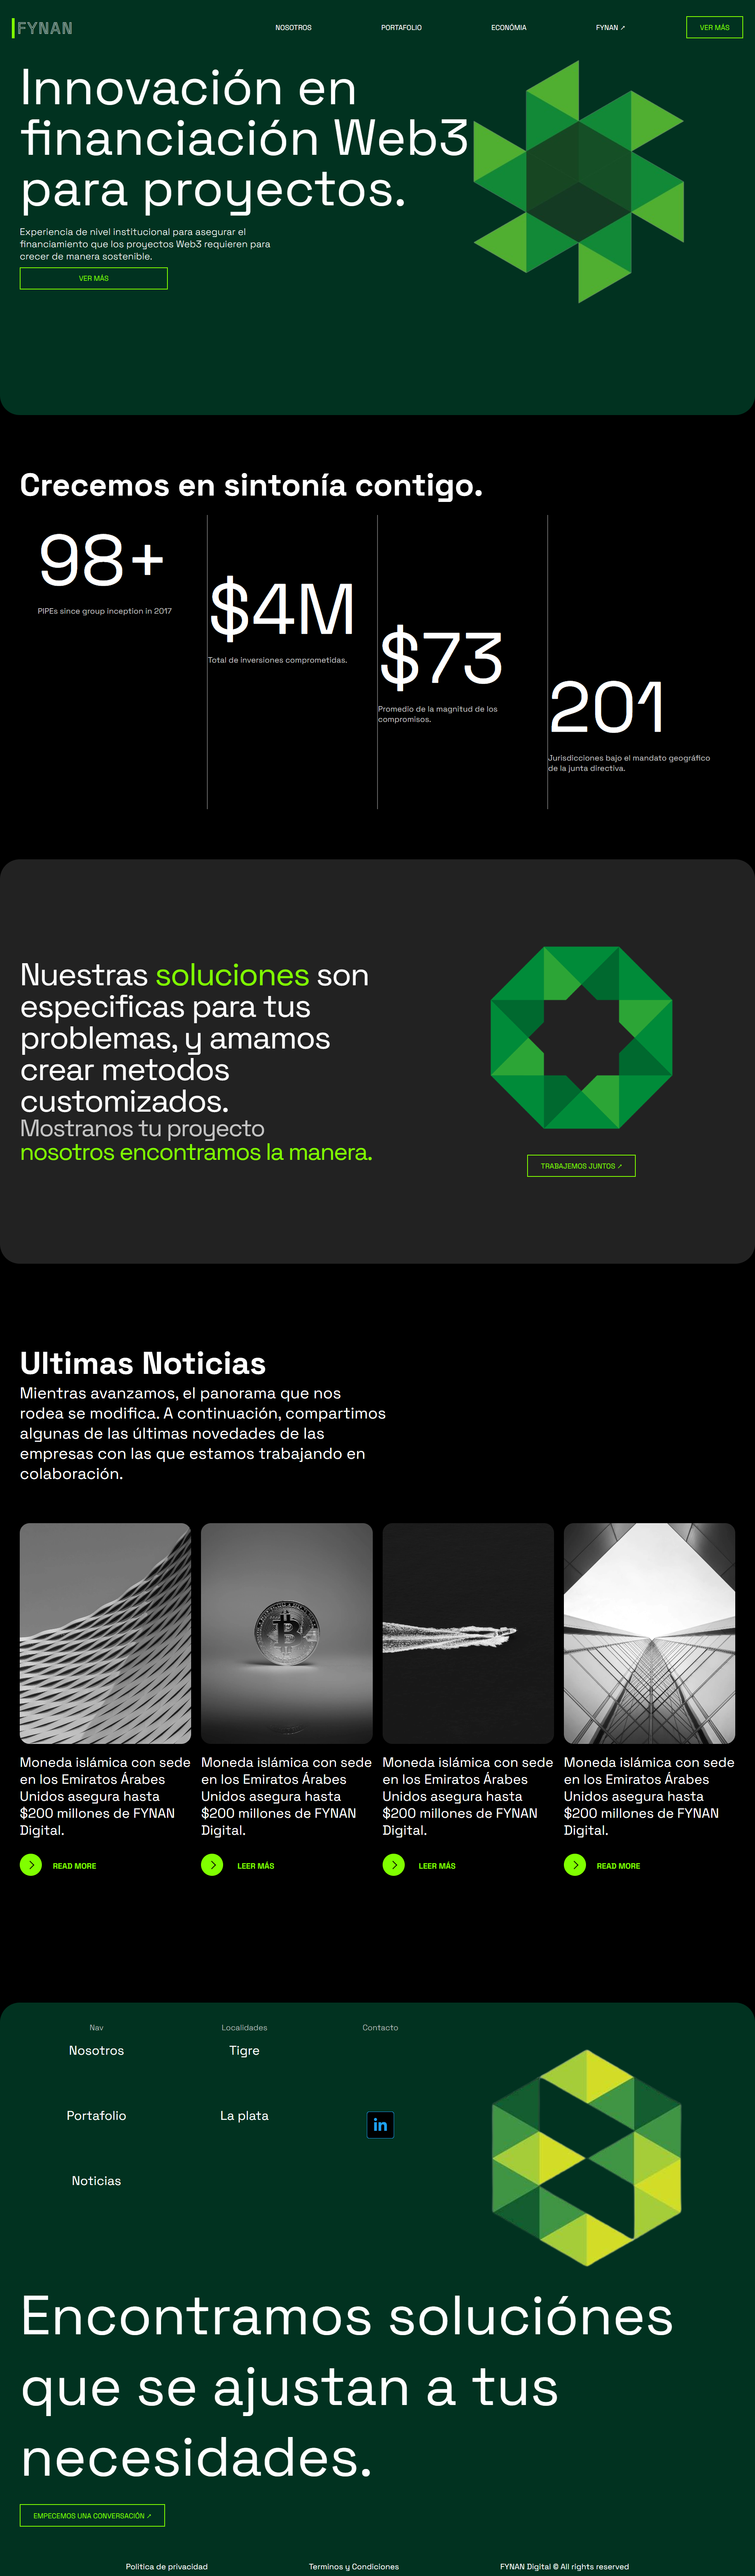 FYNAN
NOSOTROS
PORTAFOLIO
ECONÓMIA
FYNAN ↗
VER MÁS
Innovación en
financiación Web3
para proyectos.
Experiencia de nivel institucional para asegurar el
financiamiento que los proyectos Web3 requieren para
crecer de manera sostenible.
VER MÁS
Crecemos en sintonía contigo.
98+
PIPEs since group inception in 2017
$4M
Total de inversiones comprometidas.
$73
Promedio de la magnitud de los
compromisos.
201
Jurisdicciones bajo el mandato geográfico
de la junta directiva.
Nuestras soluciones son
especificas para tus
problemas, y amamos
crear metodos
customizados.
Mostranos tu proyecto
nosotros encontramos la manera.
TRABAJEMOS JUNTOS ↗
Ultimas Noticias
Mientras avanzamos, el panorama que nos
rodea se modifica. A continuación, compartimos
algunas de las últimas novedades de las
empresas con las que estamos trabajando en
colaboración.
Moneda islámica con sede
en los Emiratos Árabes
Unidos asegura hasta
$200 millones de FYNAN
Digital.
READ MORE
Moneda islámica con sede
en los Emiratos Árabes
Unidos asegura hasta
$200 millones de FYNAN
Digital.
LEER MÁS
Moneda islámica con sede
en los Emiratos Árabes
Unidos asegura hasta
$200 millones de FYNAN
Digital.
LEER MÁS
Moneda islámica con sede
en los Emiratos Árabes
Unidos asegura hasta
$200 millones de FYNAN
Digital.
READ MORE
Nav
Nosotros
Portafolio
Noticias
Localidades
Tigre
La plata
Contacto
in
Encontramos soluciónes
que se ajustan a tus
necesidades.
EMPECEMOS UNA CONVERSACIÓN ↗
Politica de privacidad
Terminos y Condiciones
FYNAN Digital © All rights reserved